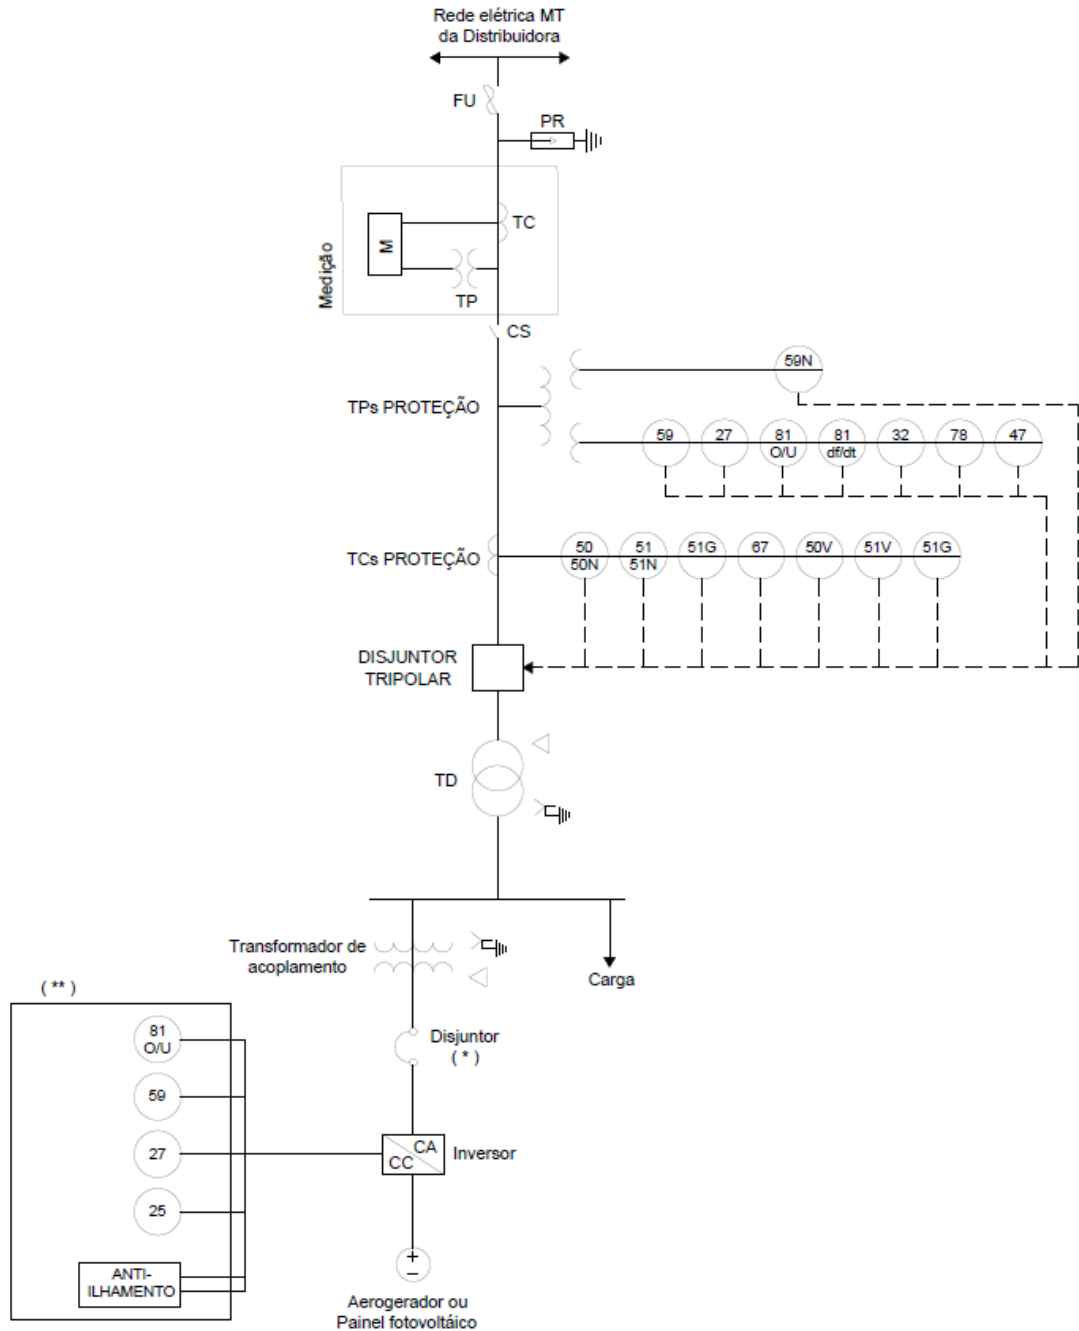 Rede elétrica MT
da Distribuidora
FU
PR
TC
M
TP
Medição
CS
59N
TPs PROTEÇÃO
59
27
81
O/U
81
df/dt
32
78
47
TCs PROTEÇÃO
50
50N
51
51N
51G
67
50V
51V
51G
DISJUNTOR
TRIPOLAR
TD
Transformador de
acoplamento
Carga
( ** )
81
O/U
Disjuntor
( * )
59
27
CA
CC
Inversor
25
ANTI-
ILHAMENTO
+
−
Aerogerador ou
Painel fotovoltáico